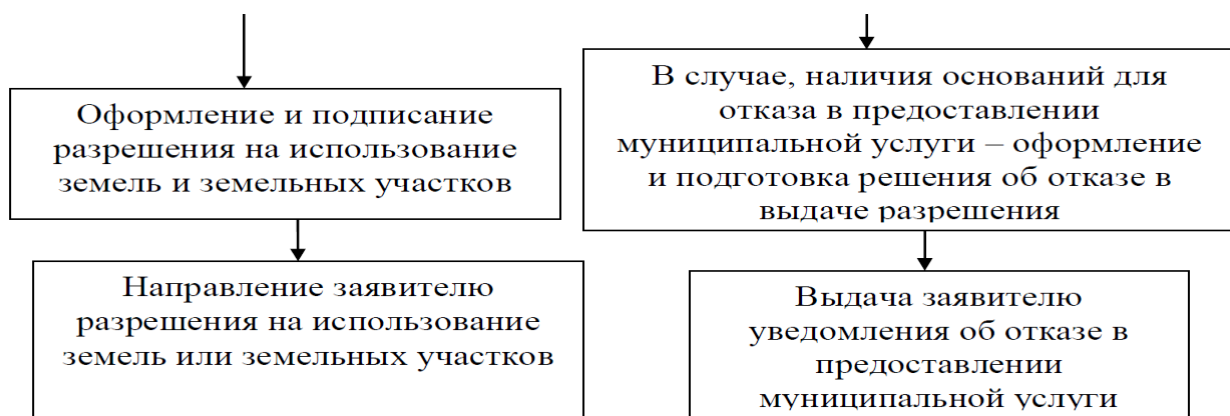 Оформление и подписание
разрешения на использование
земель и земельных участков
Направление заявителю
разрешения на использование
земель или земельных участков
В случае, наличия оснований для
отказа в предоставлении
муниципальной услуги – оформление
и подготовка решения об отказе в
выдаче разрешения
Выдача заявителю
уведомления об отказе в
предоставлении
муниципальной услуги